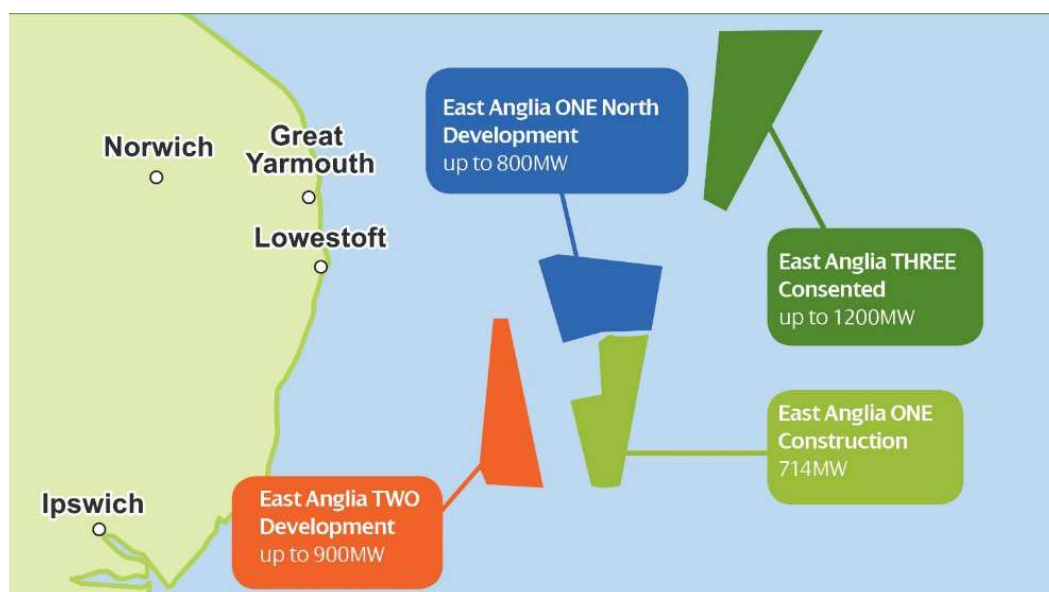 East Anglia ONE North
Development
up to 800MW
Great
Yarmouth
Norwich
Lowestoft
East Anglia THREE
Consented
up to 1200MW
East Anglia ONE
Construction
714MW
East Anglia TWO
Development
up to 900MW
Ipswich